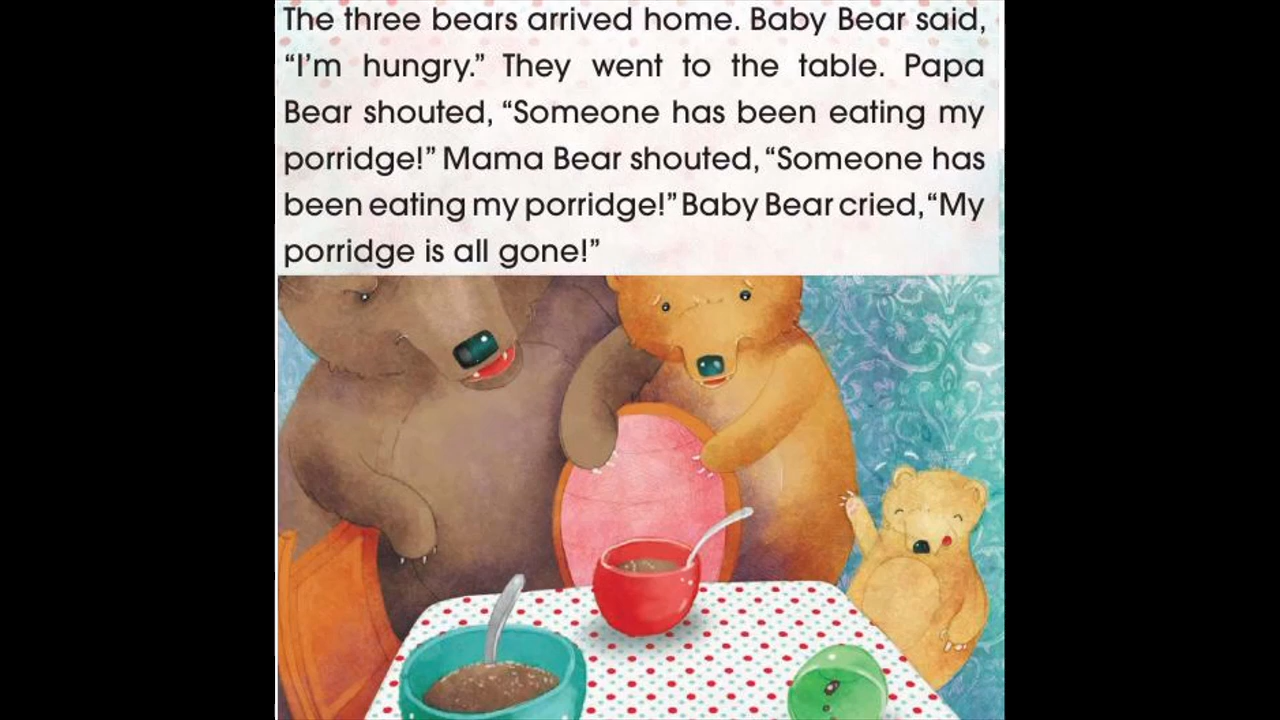 The three bears arrived home. Baby Bear said,
“I’m hungry.” They went to the table. Papa
Bear shouted, “Someone has been eating my
porridge!” Mama Bear shouted, “Someone has
been eating my porridge!” Baby Bear cried, “My
porridge is all gone!”